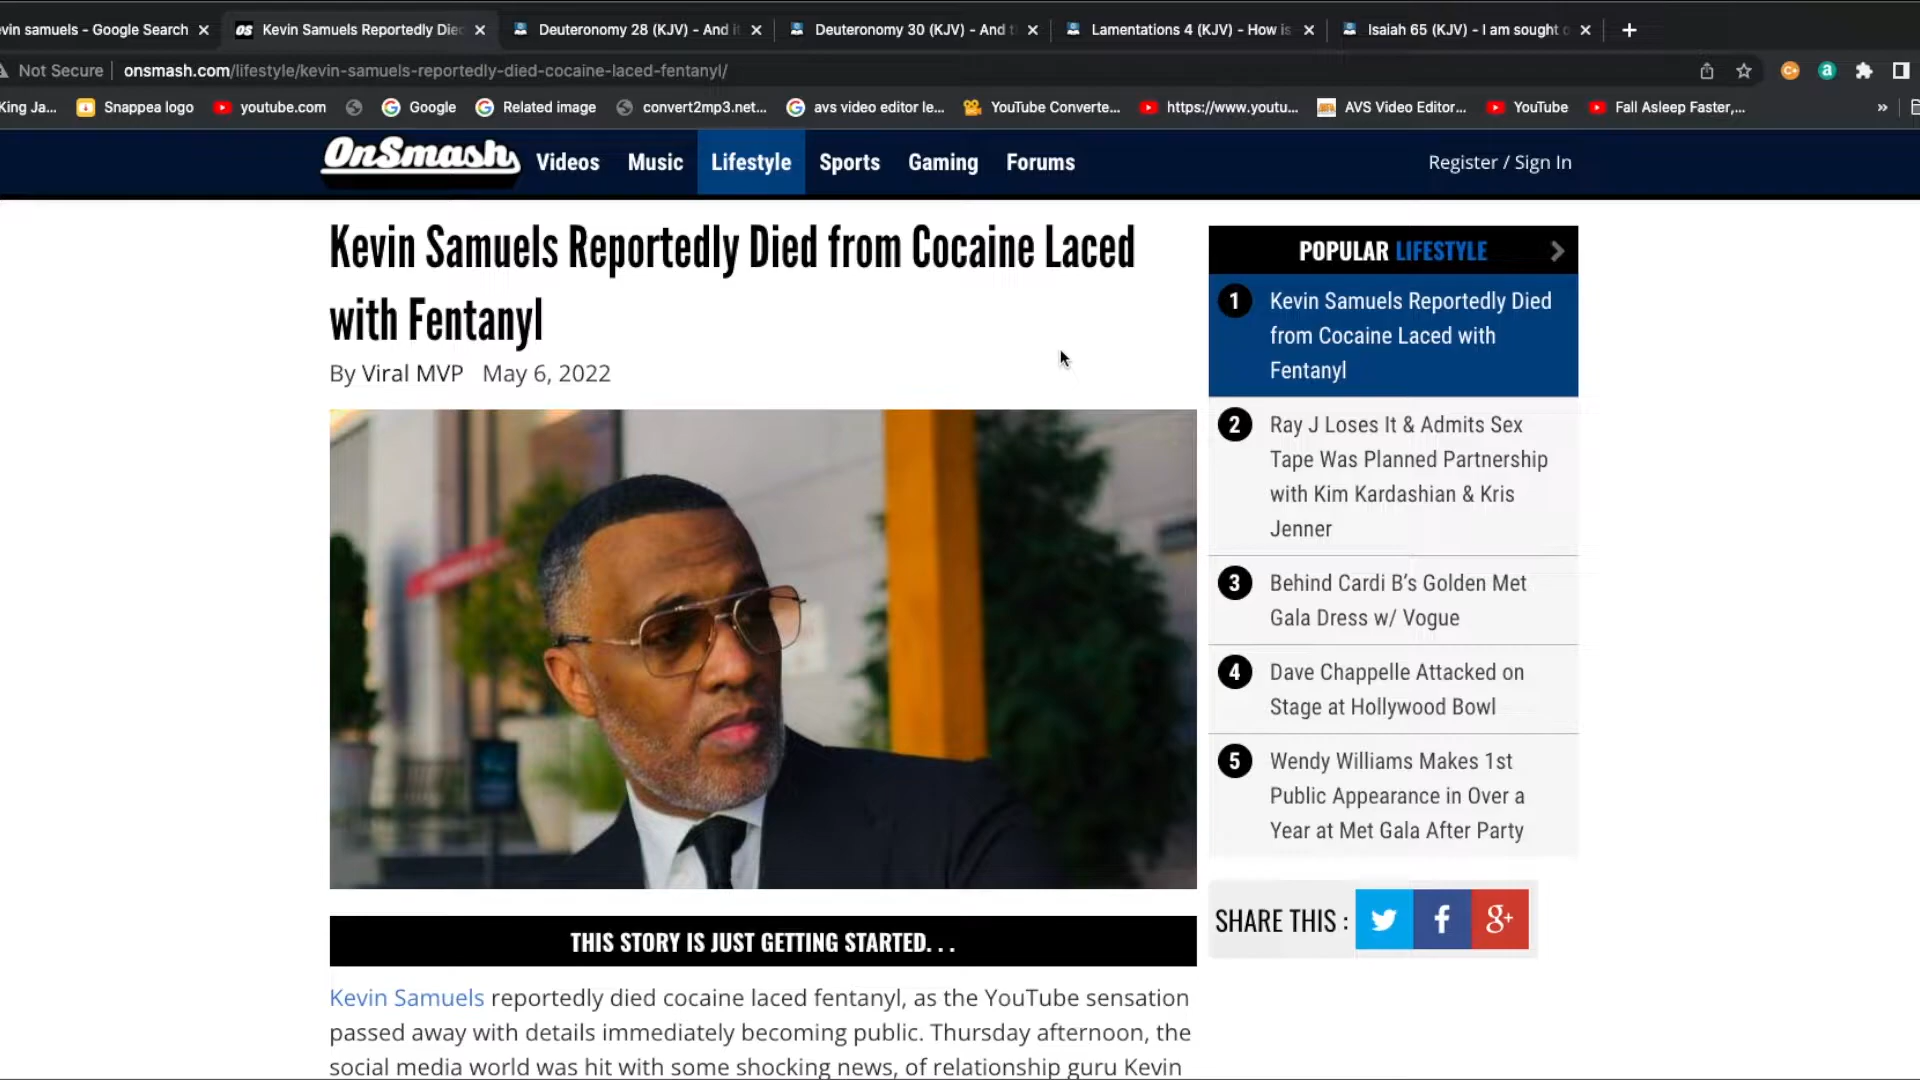 vin samuels - Google Search
Kevin Samuels Reportedly Die
Deuteronomy 28 (KJV) - And i
Deuteronomy 30 (KJV) - And t
Lamentations 4 (KJV) - How is
Isaiah 65 (KJV) - I am sought o
Not Secure
onsmash.com/lifestyle/kevin-samuels-reportedly-died-cocaine-laced-fentanyl/
King Ja...
Snappea logo
youtube.com
Google
Related image
convert2mp3.net...
avs video editor le...
YouTube Converte...
https://www.youtu...
AVS Video Editor...
YouTube
Fall Asleep Faster,...
»
OnSmash
Videos
Music
Lifestyle
Sports
Gaming
Forums
Register / Sign In
Kevin Samuels Reportedly Died from Cocaine Laced
with Fentanyl
By Viral MVP May 6, 2022
THIS STORY IS JUST GETTING STARTED. . .
Kevin Samuels reportedly died cocaine laced fentanyl, as the YouTube sensation
passed away with details immediately becoming public. Thursday afternoon, the
social media world was hit with some shocking news, of relationship guru Kevin
POPULAR LIFESTYLE
1 Kevin Samuels Reportedly Died
from Cocaine Laced with
Fentanyl
2 Ray J Loses It & Admits Sex
Tape Was Planned Partnership
with Kim Kardashian & Kris
Jenner
3 Behind Cardi B's Golden Met
Gala Dress w/ Vogue
4 Dave Chappelle Attacked on
Stage at Hollywood Bowl
5 Wendy Williams Makes 1st
Public Appearance in Over a
Year at Met Gala After Party
SHARE THIS :